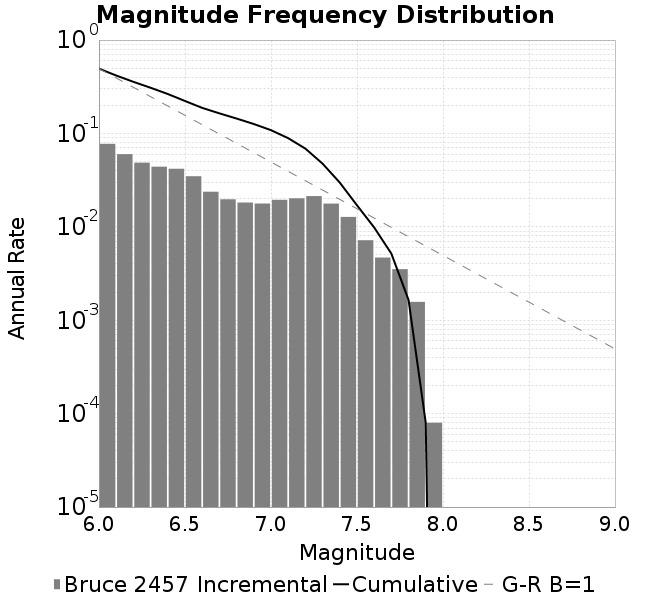 Magnitude Frequency Distribution
10^0
10^-1
10^-2
10^-3
10^-4
10^-5
Annual Rate
6.0 6.5 7.0 7.5 8.0 8.5 9.0
Magnitude
Bruce 2457 Incremental Cumulative G-R B=1